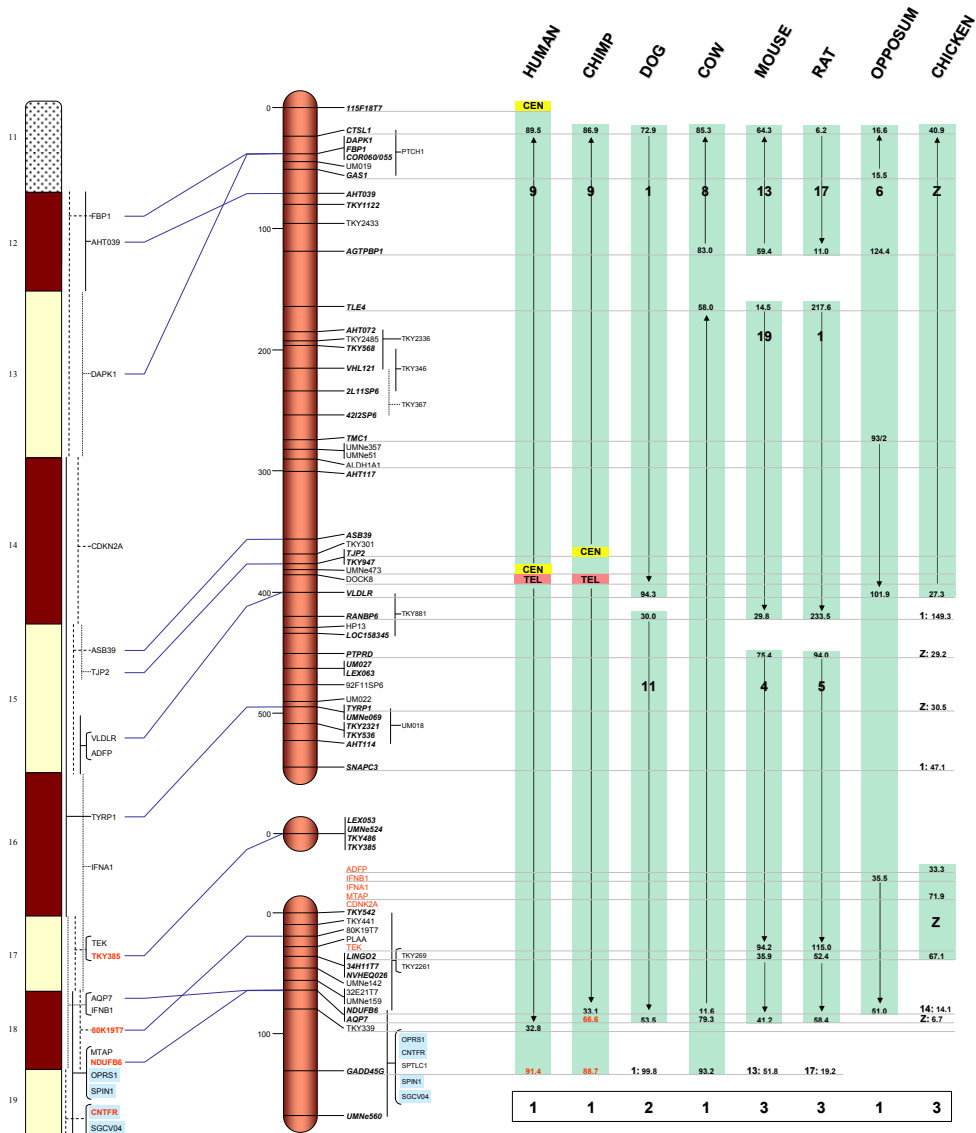 HUMAN CHIMP DOG COW MOUSE RAT OPPOSUM CHICKEN
0 115F18T7 CEN
11 CTSL1 89.5 86.9 72.9 85.3 64.3 6.2 16.6 40.9
DAPK1
FBP1 PTCH1
COR060/055
UM019
GAS1 15.5
AHT039 9 9 1 8 13 17 6 Z
TKY1122
FBP1
100 TKY2433
12 AHT039
AGTPBP1 83.0 59.4 11.0 124.4
TLE4 58.0 14.5 217.6
AHT072
TKY2485 TKY2336 19 1
200 TKY568
VHL121 TKY346
13 DAPK1
2L11SP6
TKY367
42I2SP6
TMC1 93/2
UMNe357
UMNe51
ALDH1A1
300 AHT117
ASB39
14 CDKN2A TKY301
TJP2 CEN
TKY947
UMNe473 CEN
DOCK8 TEL TEL
400 VLDLR 94.3 101.9 27.3
TKY881
RANBP6 30.0 29.8 233.5 1: 149.3
HP13
LOC158345
ASB39
PTPRD 75.4 94.0 Z: 29.2
TJP2
UM027
LEX063
92F11SP6 11 4 5
15 UM022
TYRP1 Z: 30.5
500 UMNe069
TKY2321 UM018
TKY536
VLDLR AHT114
ADFP
SNAPC3 1: 47.1
TYRP1
LEX053
UMNe524
16 0 TKY486
TKY385
IFNA1
ADFP 33.3
IFNB1 35.5
IFNA1
MTAP 71.9
CDNK2A
0 TKY542
TKY441 Z
80K19T7
PLAA
TEK TEK 94.2 115.0
17 TKY385 LINGO2 TKY269 35.9 52.4 67.1
34H11T7 TKY2261
NVHEQ026
UMNe142
AQP7 32E21T7
IFNB1 UMNe159
NDUFB6 33.1 11.6 51.0 14: 14.1
AQP7 66.6 53.5 79.3 41.2 58.4 Z: 6.7
18 80K19T7 TKY339 32.8
100 OPRS1
MTAP CNTFR
NDUFB6 SPTLC1
OPRS1 GADD45G 91.4 88.7 1: 99.8 93.2 13: 51.8 17: 19.2
SPIN1 SPIN1
SGCV04
19 CNTFR UMNe560 1 1 2 1 3 3 1 3
SGCV04